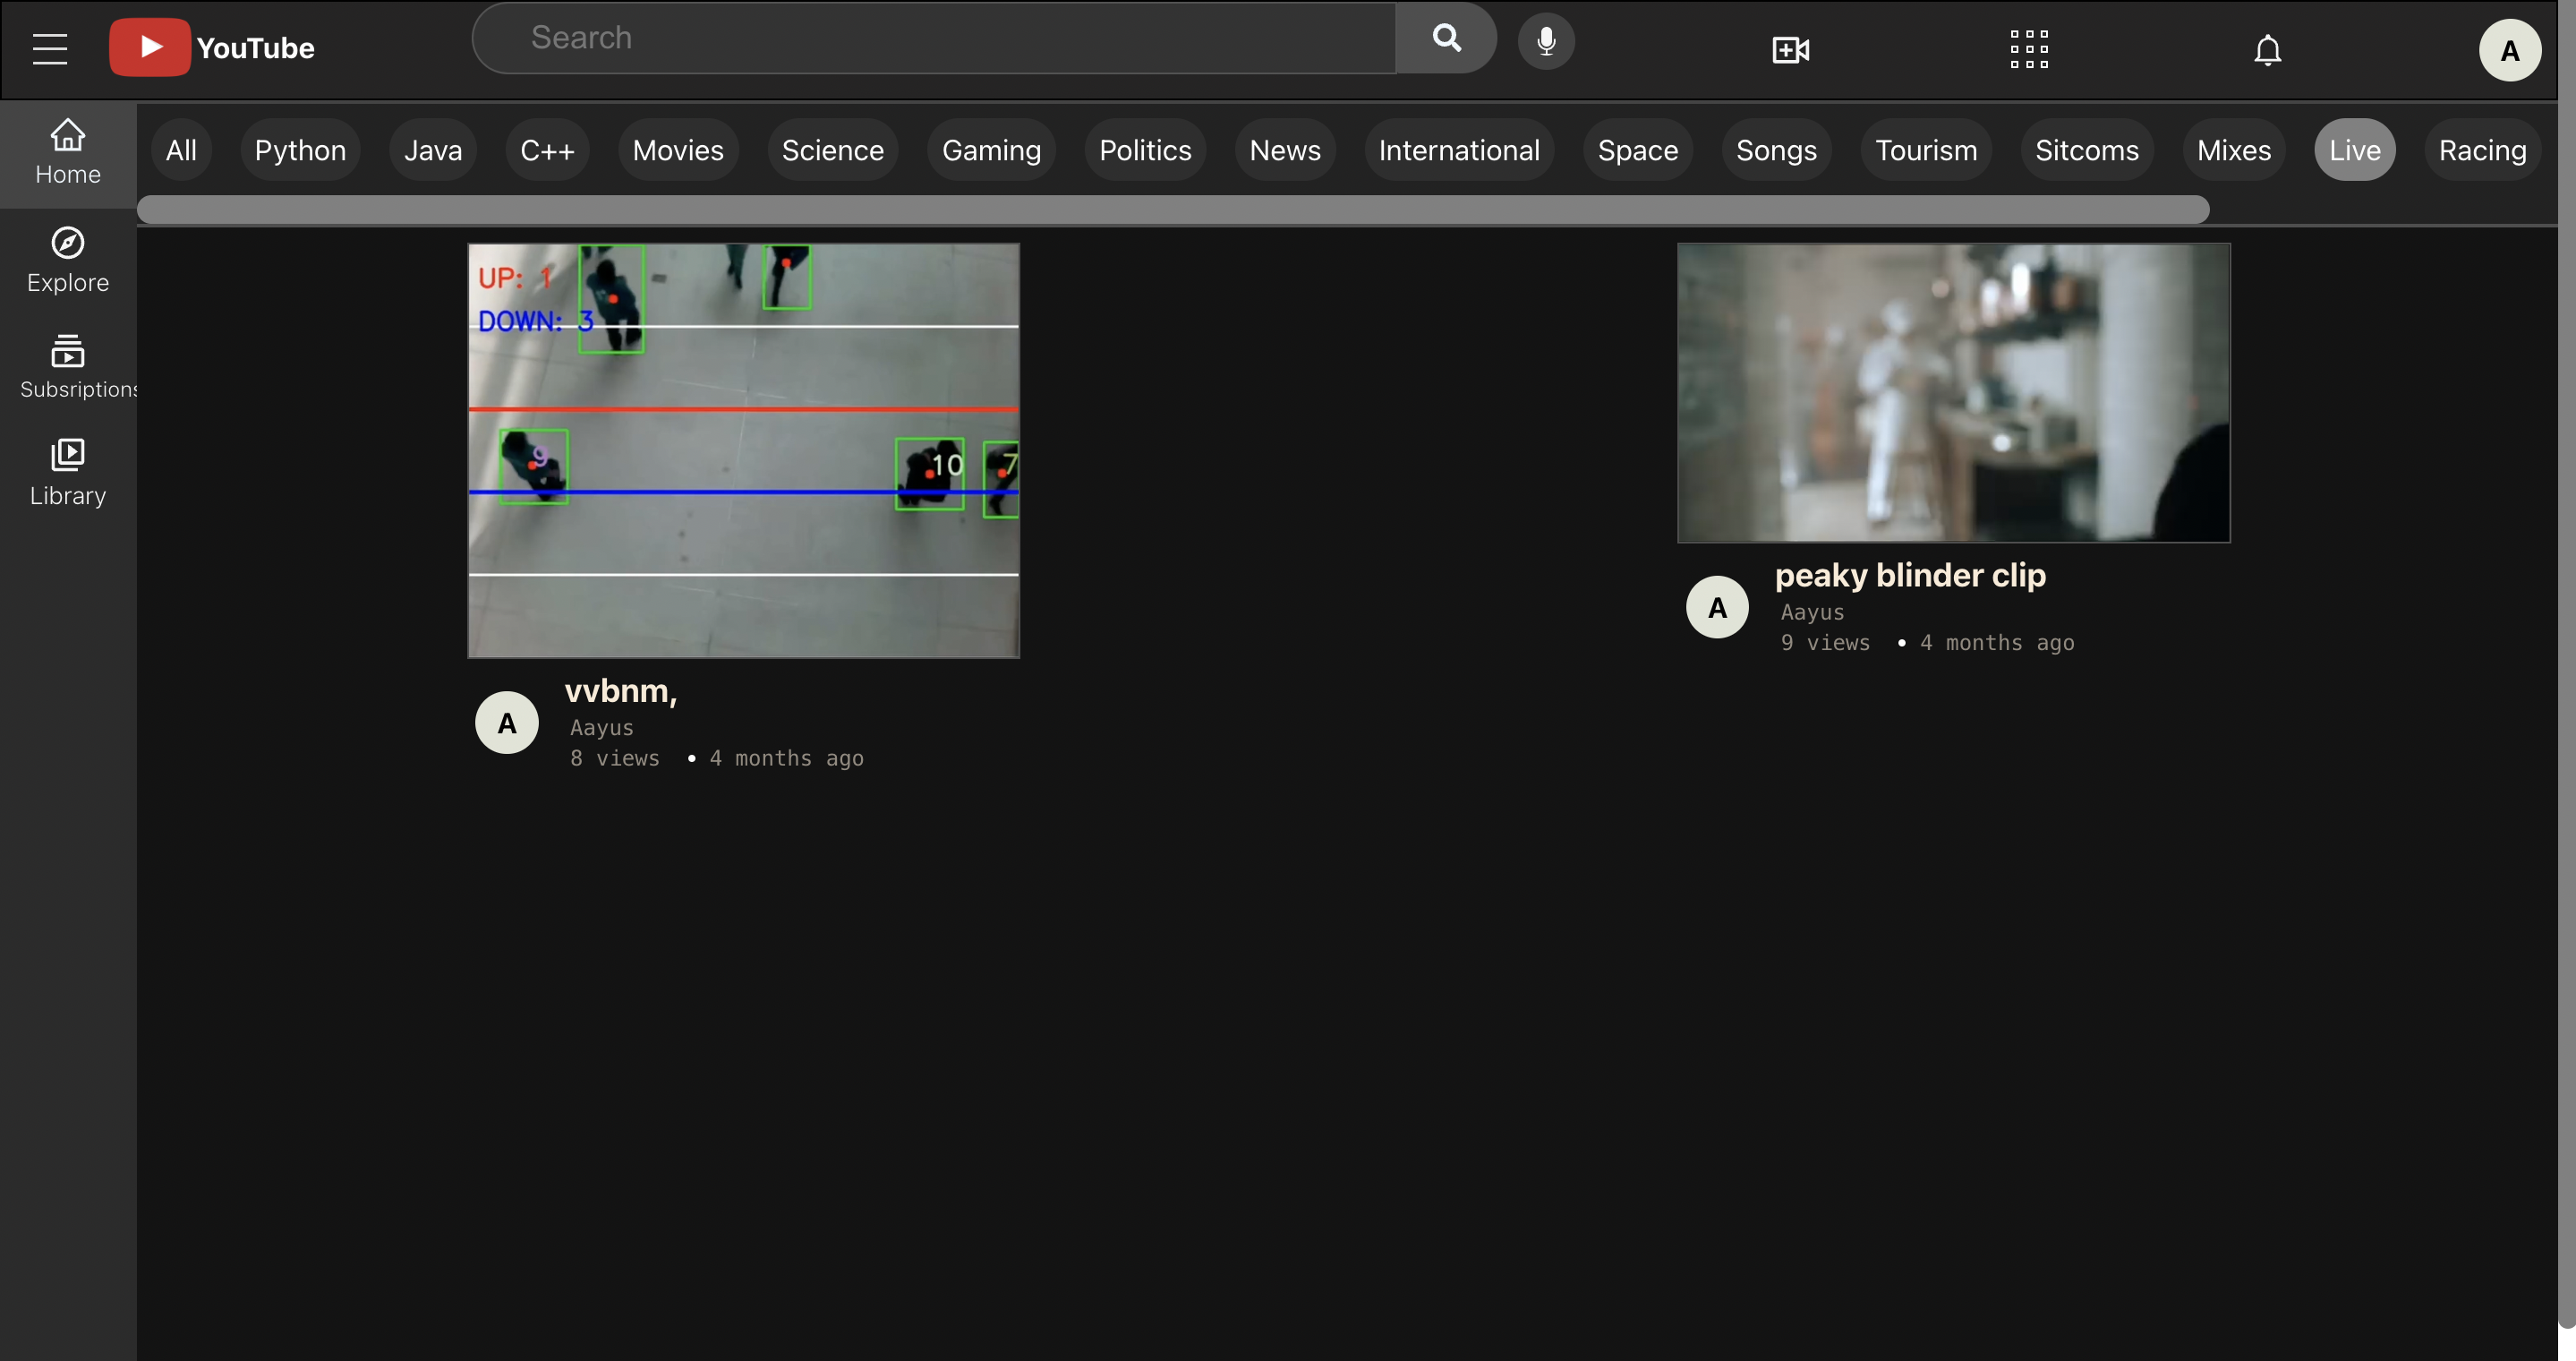 YouTube
Search
A
All Python Java C++ Movies Science Gaming Politics News International Space Songs Tourism Sitcoms Mixes Live Racing
Home
Explore
Subsriptions
Library
UP: 1
DOWN: 3
9
10
7
A
vvbnm,
Aayus
8 views • 4 months ago
A
peaky blinder clip
Aayus
9 views • 4 months ago